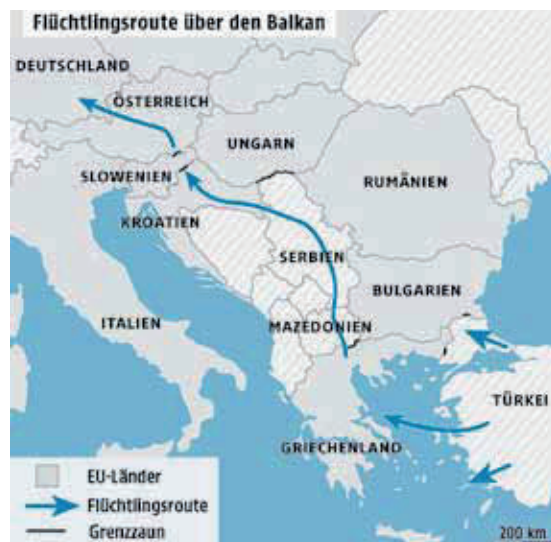 Flüchtlingsroute über den Balkan
DEUTSCHLAND
ÖSTERREICH
UNGARN
SLOWENIEN
RUMÄNIEN
KROATIEN
SERBIEN
BULGARIEN
ITALIEN
MAZEDONIEN
TÜRKEI
GRIECHENLAND
EU-Länder
Flüchtlingsroute
Grenzzaun
200 km